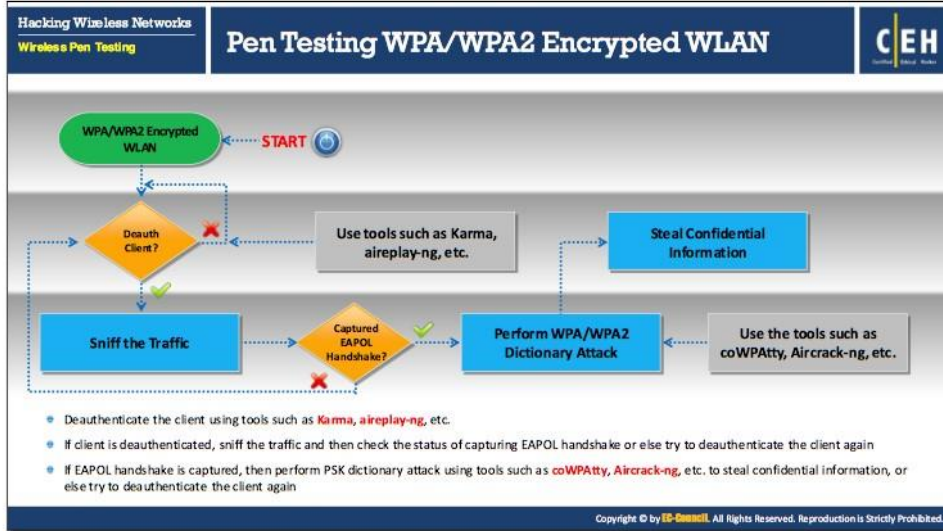 Hacking Wireless Networks
Wireless Pen Testing
Pen Testing WPA/WPA2 Encrypted WLAN
CEH
Certified Ethical Hacker
WPA/WPA2 Encrypted
WLAN
START
Deauth
Client?
Use tools such as Karma,
aireplay-ng, etc.
Steal Confidential
Information
Sniff the Traffic
Captured
EAPOL
Handshake?
Perform WPA/WPA2
Dictionary Attack
Use the tools such as
coWPAtty, Aircrack-ng, etc.
Deauthenticate the client using tools such as Karma, aireplay-ng, etc.
If client is deauthenticated, sniff the traffic and then check the status of capturing EAPOL handshake or else try to deauthenticate the client again
If EAPOL handshake is captured, then perform PSK dictionary attack using tools such as coWPAtty, Aircrack-ng, etc. to steal confidential information, or
else try to deauthenticate the client again
Copyright © by EC-Council. All Rights Reserved. Reproduction is Strictly Prohibited.